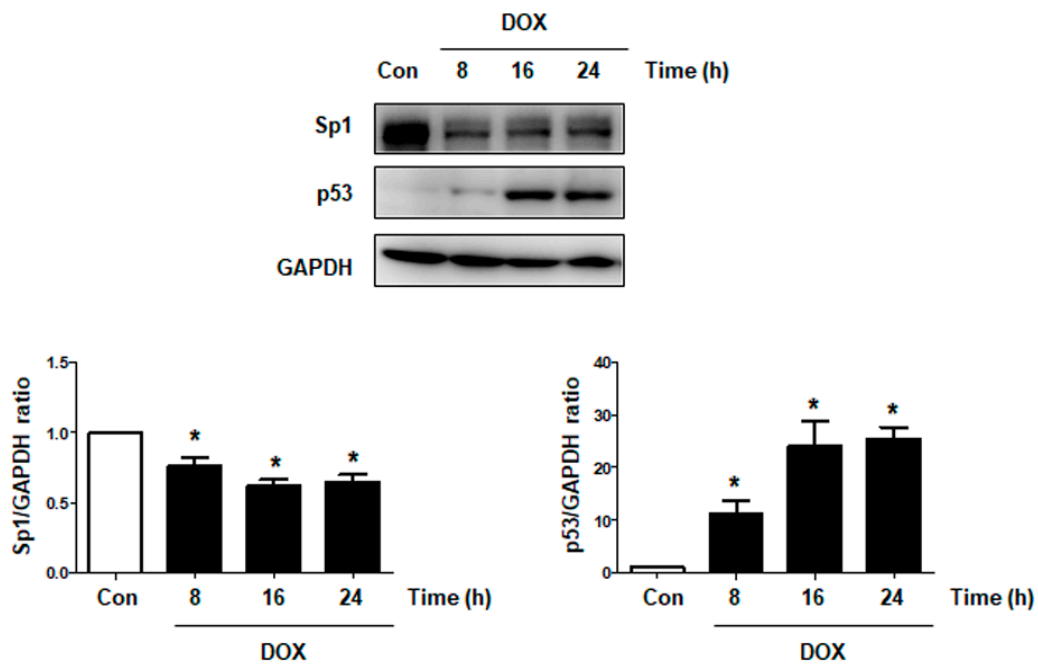 DOX
Con 8 16 24 Time (h)
Sp1
p53
GAPDH
Sp1/GAPDH ratio
1.5
1.0
0.5
0.0
* * *
Con 8 16 24 Time (h)
DOX
p53/GAPDH ratio
40
30
20
10
0
* * *
Con 8 16 24 Time (h)
DOX